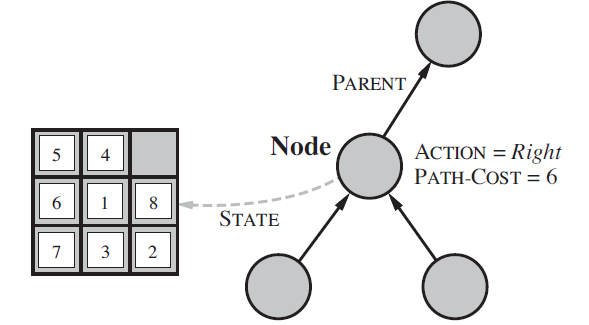 PARENT
Node
ACTION = Right
PATH-COST = 6
STATE
5 4
6 1 8
7 3 2